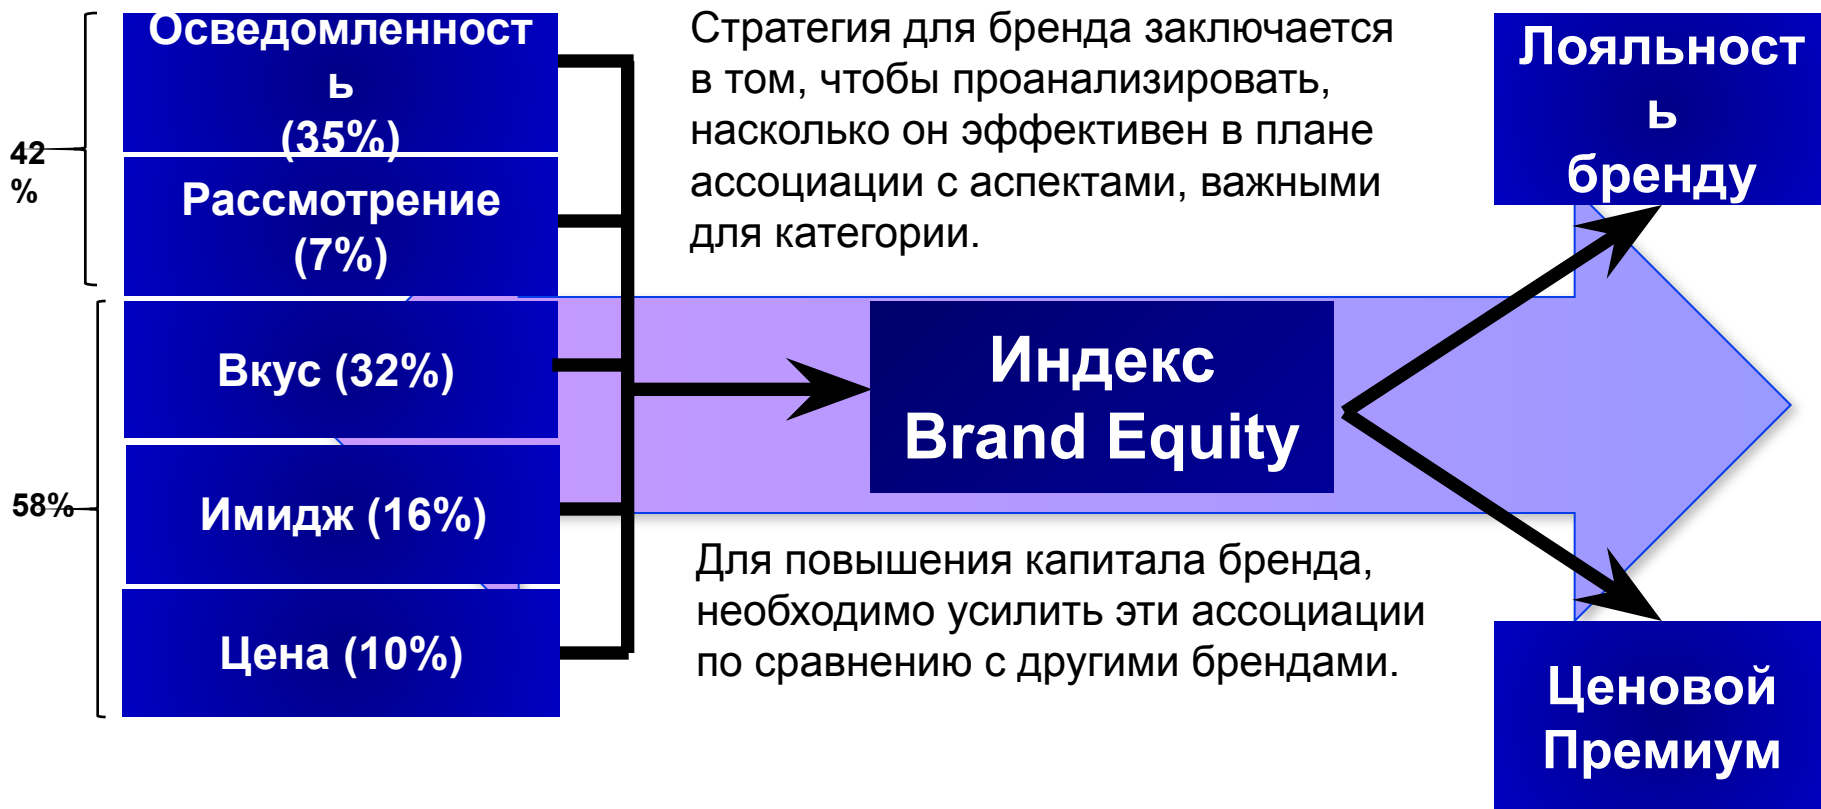 42
%
58%
Осведомленност
ь
(35%)
Рассмотрение
(7%)
Вкус (32%)
Имидж (16%)
Цена (10%)
Стратегия для бренда заключается
в том, чтобы проанализировать,
насколько он эффективен в плане
ассоциации с аспектами, важными
для категории.
Индекс
Brand Equity
Для повышения капитала бренда,
необходимо усилить эти ассоциации
по сравнению с другими брендами.
Лояльност
ь
бренду
Ценовой
Премиум